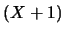 (X + 1)